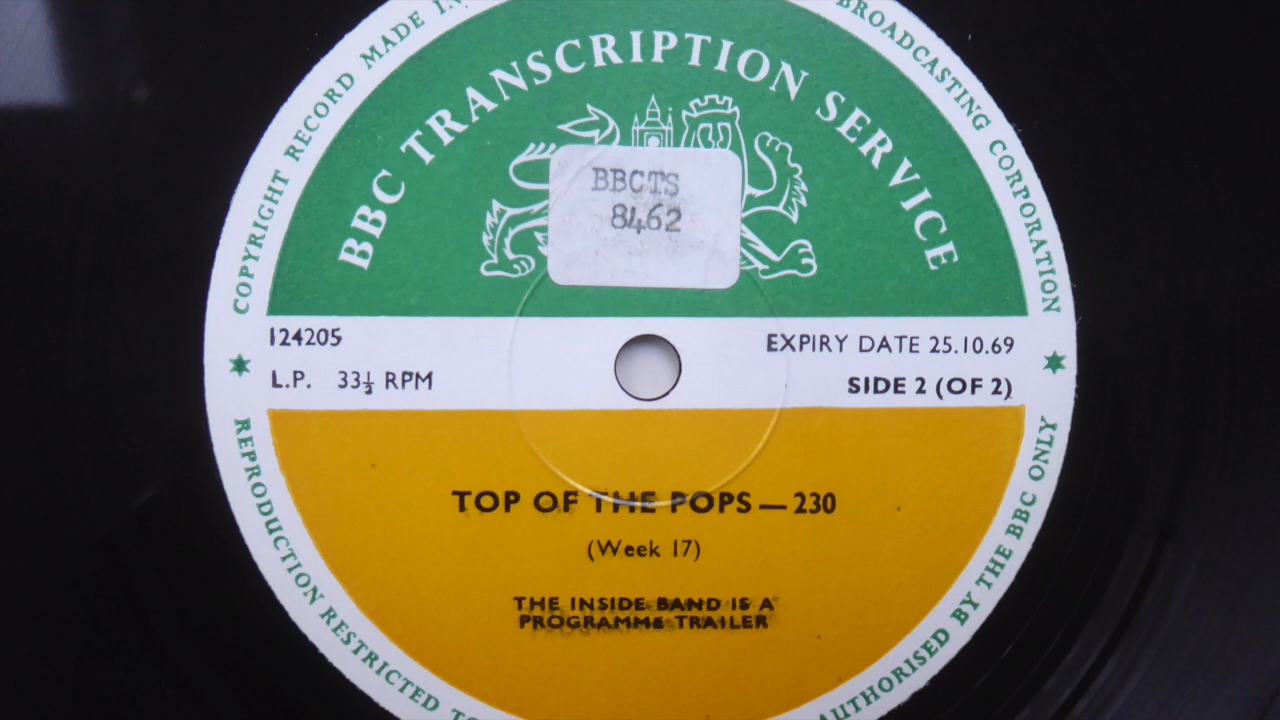 COPYRIGHT RECORD MADE IN
BROADCASTING CORPORATION
BBC TRANSCRIPTION SERVICE
BBCTS
8462
124205
EXPIRY DATE 25.10.69
L.P. 33⅓ RPM
SIDE 2 (OF 2)
TOP OF THE POPS — 230
(Week 17)
THE INSIDE BAND IS A
PROGRAMME TRAILER
REPRODUCTION RESTRICTED TO
AUTHORISED BY THE BBC ONLY